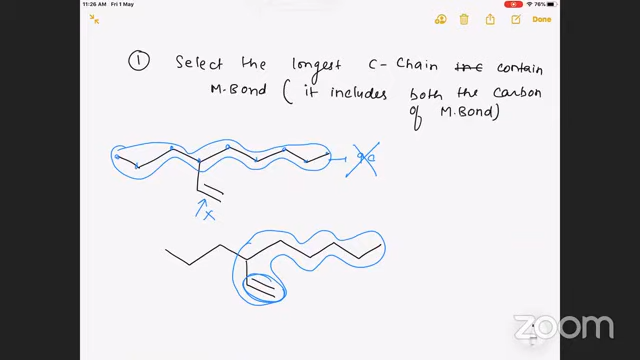 11:26 AM Fri 1 May
76%
Done
① Select the longest C-Chain the contain
M.Bond ( it includes both the carbon
of M.Bond)
9C
x
zoom